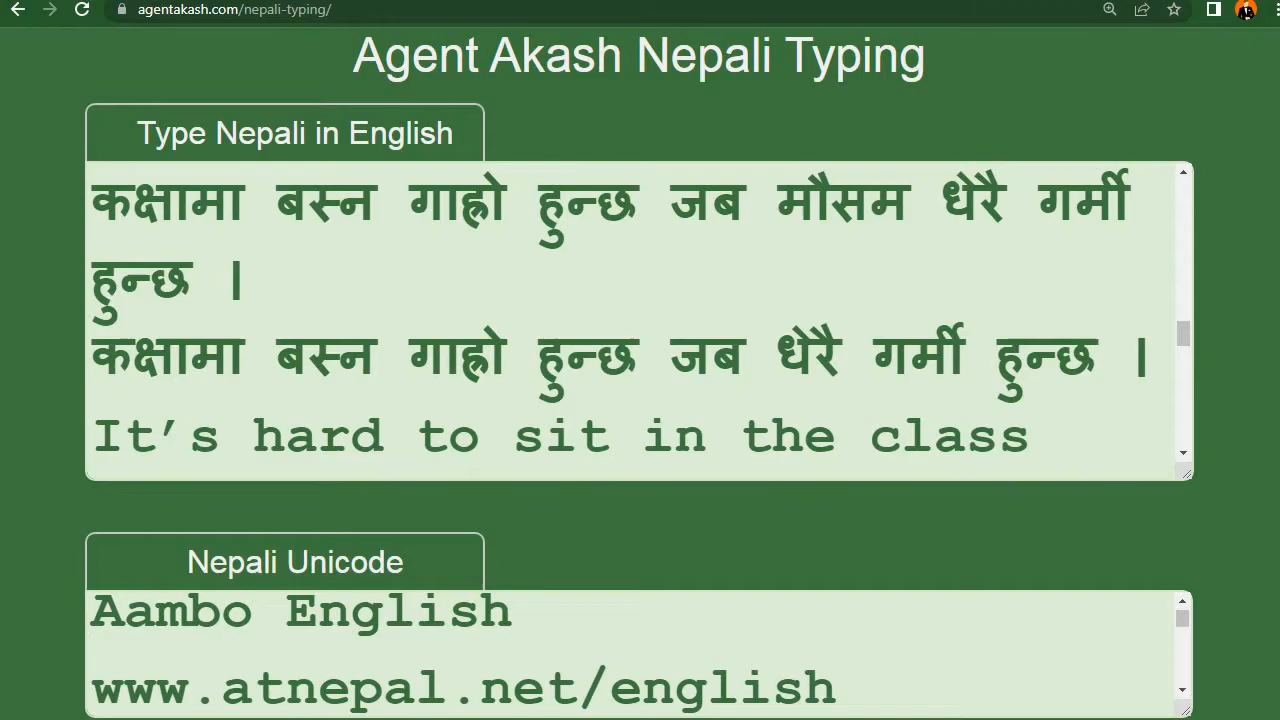 agentakash.com/nepali-typing/
Agent Akash Nepali Typing
Type Nepali in English
कक्षामा बस्न गाह्रो हुन्छ जब मौसम धेरै गर्मी
हुन्छ ।
कक्षामा बस्न गाह्रो हुन्छ जब धेरै गर्मी हुन्छ ।
It’s hard to sit in the class
Nepali Unicode
Aambo English
www.atnepal.net/english